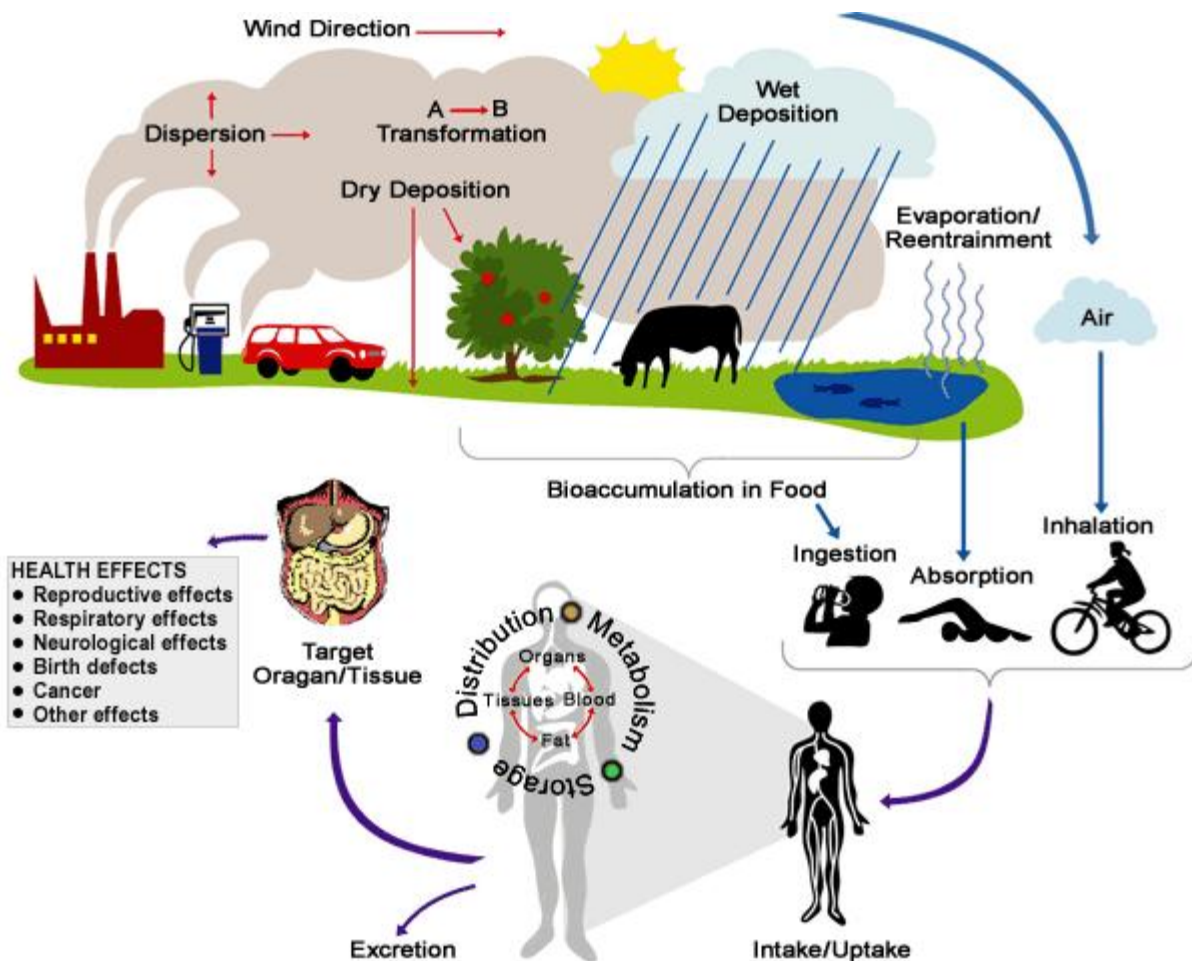 Wind Direction
A B
Transformation
Dispersion
Dry Deposition
Wet
Deposition
Evaporation/
Reentrainment
Air
Bioaccumulation in Food
Ingestion
Absorption
Inhalation
HEALTH EFFECTS
● Reproductive effects
● Respiratory effects
● Neurological effects
● Birth defects
● Cancer
● Other effects
Target
Oragan/Tissue
Distribution
Metabolism
Storage
Organs
Tissues Blood
Fat
Excretion
Intake/Uptake